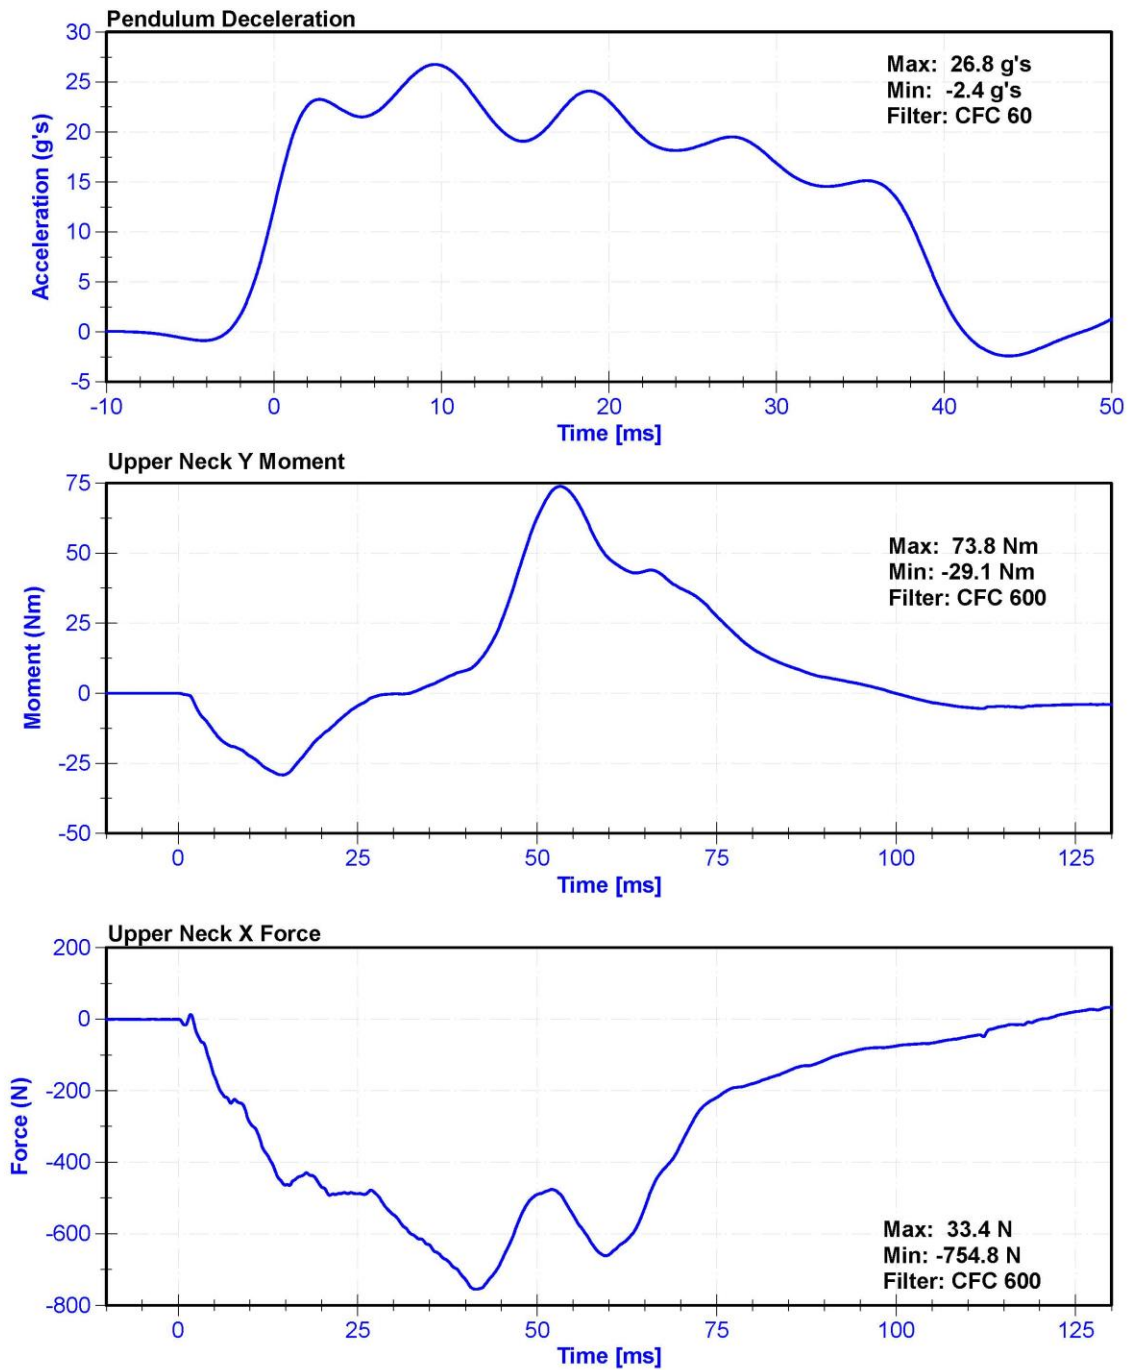 Pendulum Deceleration
30
25
20
15
10
5
0
-5
Acceleration (g's)
Max: 26.8 g's
Min: -2.4 g's
Filter: CFC 60
-10 0 10 20 30 40 50
Time [ms]
Upper Neck Y Moment
75
50
25
0
-25
-50
Moment (Nm)
Max: 73.8 Nm
Min: -29.1 Nm
Filter: CFC 600
0 25 50 75 100 125
Time [ms]
Upper Neck X Force
200
0
-200
-400
-600
-800
Force (N)
Max: 33.4 N
Min: -754.8 N
Filter: CFC 600
0 25 50 75 100 125
Time [ms]